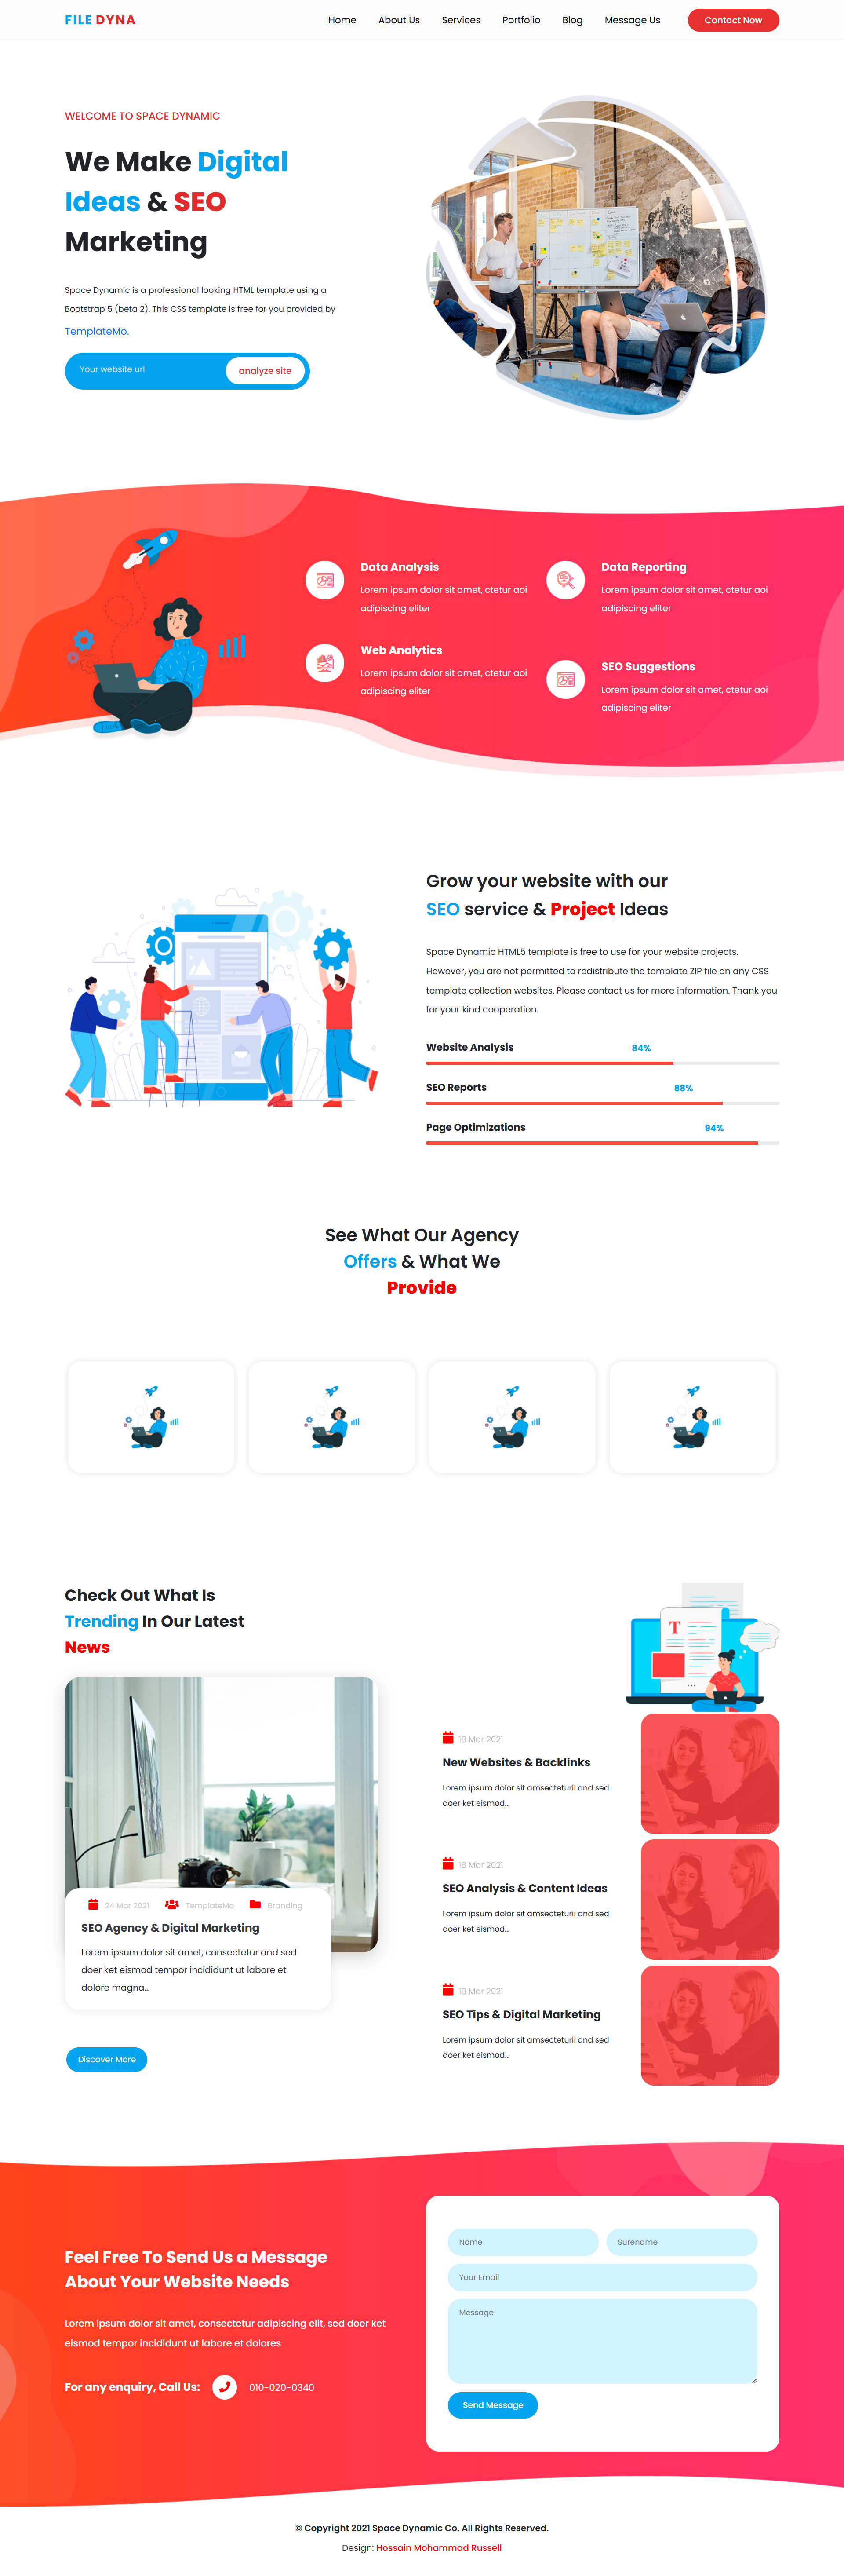 FILE DYNA
Home
About Us
Services
Portfolio
Blog
Message Us
Contact Now
WELCOME TO SPACE DYNAMIC
We Make Digital
Ideas & SEO
Marketing
Space Dynamic is a professional looking HTML template using a
Bootstrap 5 (beta 2). This CSS template is free for you provided by
TemplateMo.
Your website url
analyze site
Data Analysis
Lorem ipsum dolor sit amet, ctetur aoi
adipiscing eliter
Data Reporting
Lorem ipsum dolor sit amet, ctetur aoi
adipiscing eliter
Web Analytics
Lorem ipsum dolor sit amet, ctetur aoi
adipiscing eliter
SEO Suggestions
Lorem ipsum dolor sit amet, ctetur aoi
adipiscing eliter
Grow your website with our
SEO service & Project Ideas
Space Dynamic HTML5 template is free to use for your website projects.
However, you are not permitted to redistribute the template ZIP file on any CSS
template collection websites. Please contact us for more information. Thank you
for your kind cooperation.
Website Analysis
84%
SEO Reports
88%
Page Optimizations
94%
See What Our Agency
Offers & What We
Provide
Check Out What Is
Trending In Our Latest
News
T
24 Mar 2021
TemplateMo
Branding
SEO Agency & Digital Marketing
Lorem ipsum dolor sit amet, consectetur and sed
doer ket eismod tempor incididunt ut labore et
dolore magna...
Discover More
18 Mar 2021
New Websites & Backlinks
Lorem ipsum dolor sit amsecteturii and sed
doer ket eismod...
18 Mar 2021
SEO Analysis & Content Ideas
Lorem ipsum dolor sit amsecteturii and sed
doer ket eismod...
18 Mar 2021
SEO Tips & Digital Marketing
Lorem ipsum dolor sit amsecteturii and sed
doer ket eismod...
Feel Free To Send Us a Message
About Your Website Needs
Lorem ipsum dolor sit amet, consectetur adipiscing elit, sed doer ket
eismod tempor incididunt ut labore et dolores
For any enquiry, Call Us:
010-020-0340
Name
Surename
Your Email
Message
Send Message
© Copyright 2021 Space Dynamic Co. All Rights Reserved.
Design: Hossain Mohammad Russell